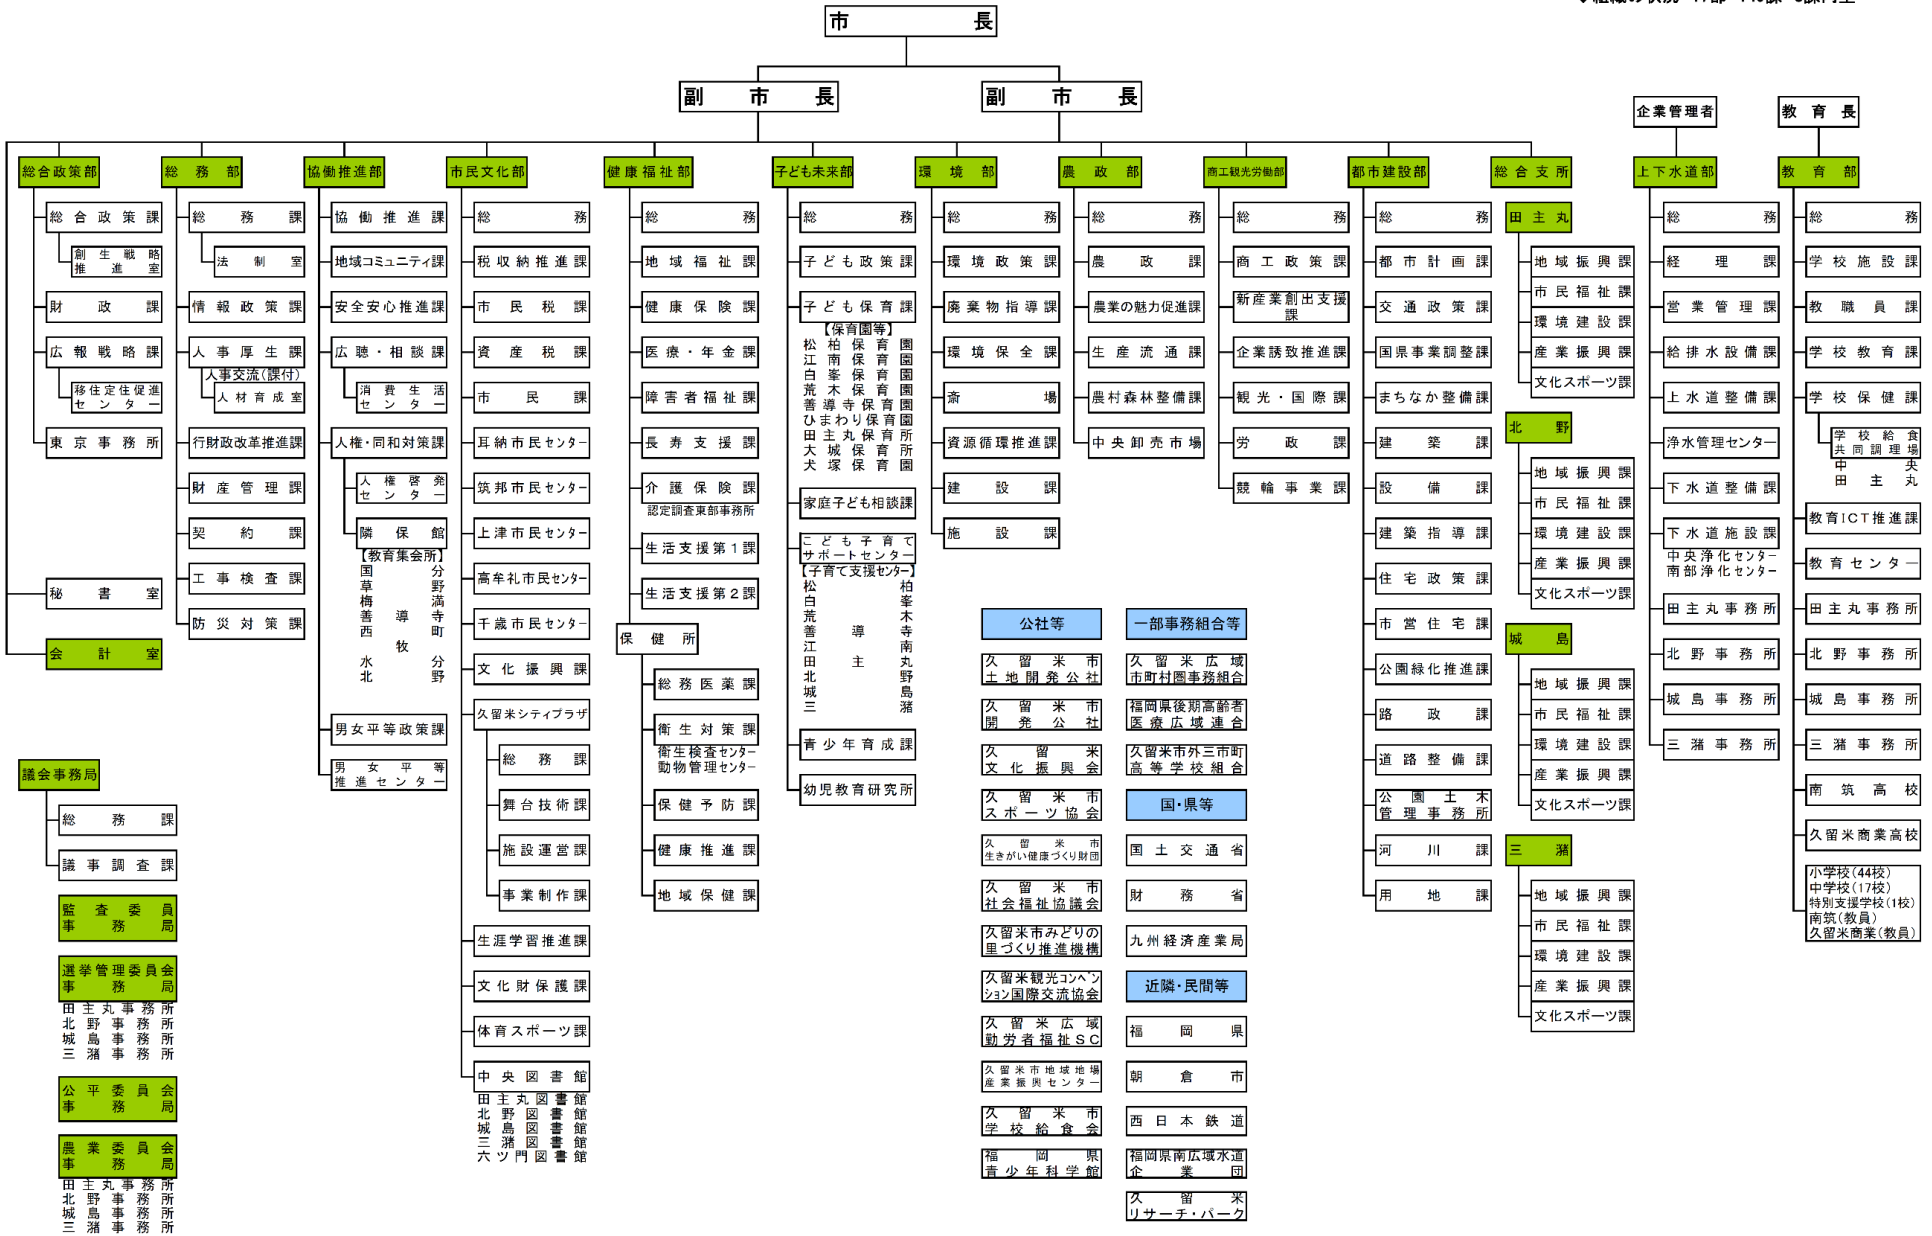 市長
副市長
副市長
企業管理者
教育長
総合政策部
総合政策課
創生戦略
推進室
財政課
広報戦略課
移住定住促進
センター
東京事務所
秘書室
会計室
総務部
総務課
法制室
情報政策課
人事厚生課
人事交流(課付)
人材育成室
行財政改革推進課
財産管理課
契約課
工事検査課
防災対策課
協働推進部
協働推進課
地域コミュニティ課
安全安心推進課
広聴・相談課
消費生活
センター
人権・同和対策課
人権啓発
センター
隣保館
【教育集会所】
国分
草野
梅満
善導寺
西町
牧
水分
北野
男女平等政策課
男女平等
推進センター
市民文化部
総務
税収納推進課
市民税課
資産税課
市民課
耳納市民センター
筑邦市民センター
上津市民センター
高牟礼市民センター
千歳市民センター
文化振興課
久留米シティプラザ
総務課
舞台技術課
施設運営課
事業制作課
生涯学習推進課
文化財保護課
体育スポーツ課
中央図書館
田主丸図書館
北野図書館
城島図書館
三潴図書館
六ツ門図書館
健康福祉部
総務
地域福祉課
健康保険課
医療・年金課
障害者福祉課
長寿支援課
介護保険課
認定調査東部事務所
生活支援第1課
生活支援第2課
保健所
総務医薬課
衛生対策課
衛生検査センター
動物管理センター
保健予防課
健康推進課
地域保健課
子ども未来部
総務
子ども政策課
子ども保育課
【保育園等】
松柏保育園
江南保育園
白峯保育園
荒木保育園
善導寺保育園
ひまわり保育園
田主丸保育所
大城保育所
犬塚保育園
家庭子ども相談課
こども子育て
サポートセンター
【子育て支援センター】
松柏
白峯
荒木
善導寺
江南
田主丸
北野
城島
三潴
青少年育成課
幼児教育研究所
環境部
総務
環境政策課
廃棄物指導課
環境保全課
斎場
資源循環推進課
建設課
施設課
農政部
総務
農政課
農業の魅力促進課
生産流通課
農村森林整備課
中央卸売市場
商工観光労働部
総務
商工政策課
新産業創出支援
課
企業誘致推進課
観光・国際課
労政課
競輪事業課
都市建設部
総務
都市計画課
交通政策課
国県事業調整課
まちなか整備課
建築課
設備課
建築指導課
住宅政策課
市営住宅課
公園緑化推進課
路政課
道路整備課
公園土木
管理事務所
河川課
用地課
総合支所
田主丸
地域振興課
市民福祉課
環境建設課
産業振興課
文化スポーツ課
北野
地域振興課
市民福祉課
環境建設課
産業振興課
文化スポーツ課
城島
地域振興課
市民福祉課
環境建設課
産業振興課
文化スポーツ課
三潴
地域振興課
市民福祉課
環境建設課
産業振興課
文化スポーツ課
上下水道部
総務
経理課
営業管理課
給排水設備課
上水道整備課
浄水管理センター
下水道整備課
下水道施設課
中央浄化センター
南部浄化センター
田主丸事務所
北野事務所
城島事務所
三潴事務所
教育部
総務
学校施設課
教職員課
学校教育課
学校保健課
学校給食
共同調理場
中央
田主丸
教育ICT推進課
教育センター
田主丸事務所
北野事務所
城島事務所
三潴事務所
南筑高校
久留米商業高校
小学校(44校)
中学校(17校)
特別支援学校(1校)
南筑(教員)
久留米商業(教員)
議会事務局
総務課
議事調査課
監査委員
事務局
選挙管理委員会
事務局
田主丸事務所
北野事務所
城島事務所
三潴事務所
公平委員会
事務局
農業委員会
事務局
田主丸事務所
北野事務所
城島事務所
三潴事務所
公社等
久留米市
土地開発公社
久留米市
開発公社
久留米
文化振興会
久留米市
スポーツ協会
久留米市
生きがい健康づくり財団
久留米市
社会福祉協議会
久留米市みどりの
里づくり推進機構
久留米観光コンベン
ション国際交流協会
久留米広域
勤労者福祉SC
久留米市地域地場
産業振興センター
久留米市
学校給食会
福岡県
青少年科学館
一部事務組合等
久留米広域
市町村圏事務組合
福岡県後期高齢者
医療広域連合
久留米市外三市町
高等学校組合
国・県等
国土交通省
財務省
九州経済産業局
近隣・民間等
福岡県
朝倉市
西日本鉄道
福岡県南広域水道
企業団
久留米
リサーチ・パーク